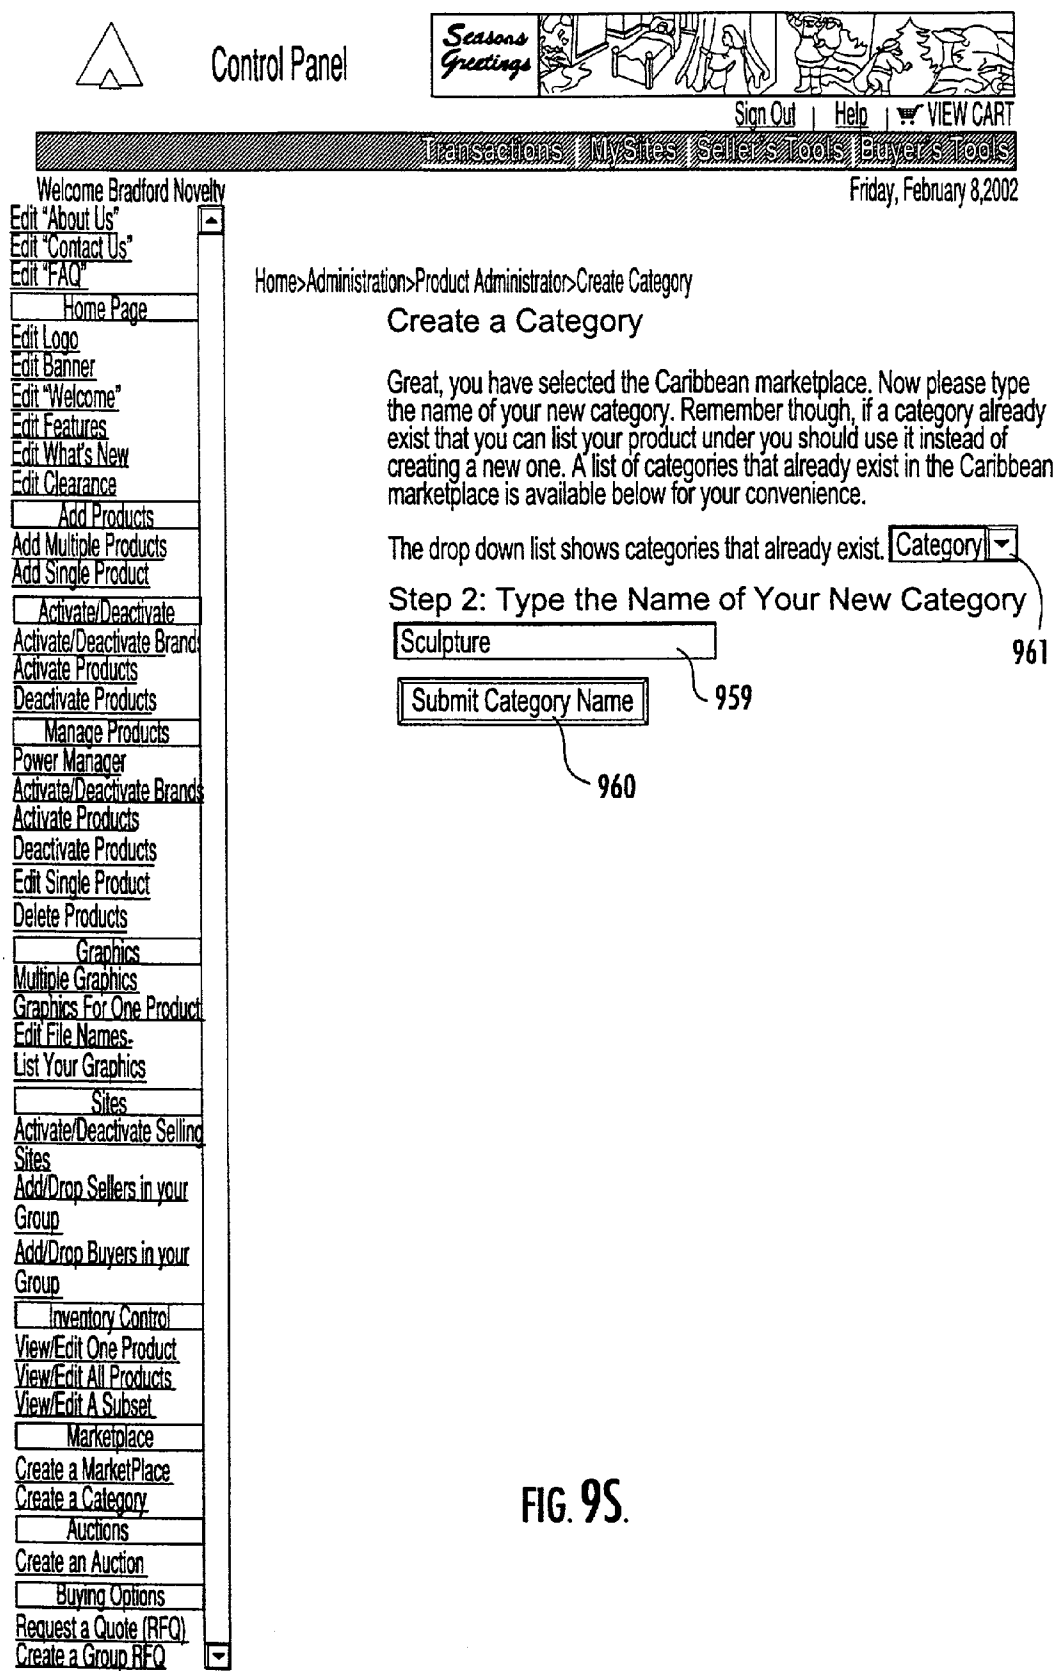 Control Panel
Seasons
Greetings
Sign Out | Help | VIEW CART
Transactions | MySites | Seller's Tools | Buyer's Tools
Welcome Bradford Novelty
Friday, February 8,2002
Edit "About Us"
Edit "Contact Us"
Edit "FAQ"
Home Page
Edit Logo
Edit Banner
Edit "Welcome"
Edit Features
Edit What's New
Edit Clearance
Add Products
Add Multiple Products
Add Single Product
Activate/Deactivate
Activate/Deactivate Brands
Activate Products
Deactivate Products
Manage Products
Power Manager
Activate/Deactivate Brands
Activate Products
Deactivate Products
Edit Single Product
Delete Products
Graphics
Multiple Graphics
Graphics For One Product
Edit File Names-
List Your Graphics
Sites
Activate/Deactivate Selling
Sites
Add/Drop Sellers in your
Group
Add/Drop Buyers in your
Group
Inventory Control
View/Edit One Product
View/Edit All Products
View/Edit A Subset
Marketplace
Create a MarketPlace
Create a Category
Auctions
Create an Auction
Buying Options
Request a Quote (RFQ)
Create a Group RFQ
Home>Administration>Product Administrator>Create Category
Create a Category
Great, you have selected the Caribbean marketplace. Now please type
the name of your new category. Remember though, if a category already
exist that you can list your product under you should use it instead of
creating a new one. A list of categories that already exist in the Caribbean
marketplace is available below for your convenience.
The drop down list shows categories that already exist. Category
Step 2: Type the Name of Your New Category
961
Sculpture
959
Submit Category Name
960
FIG. 9S.